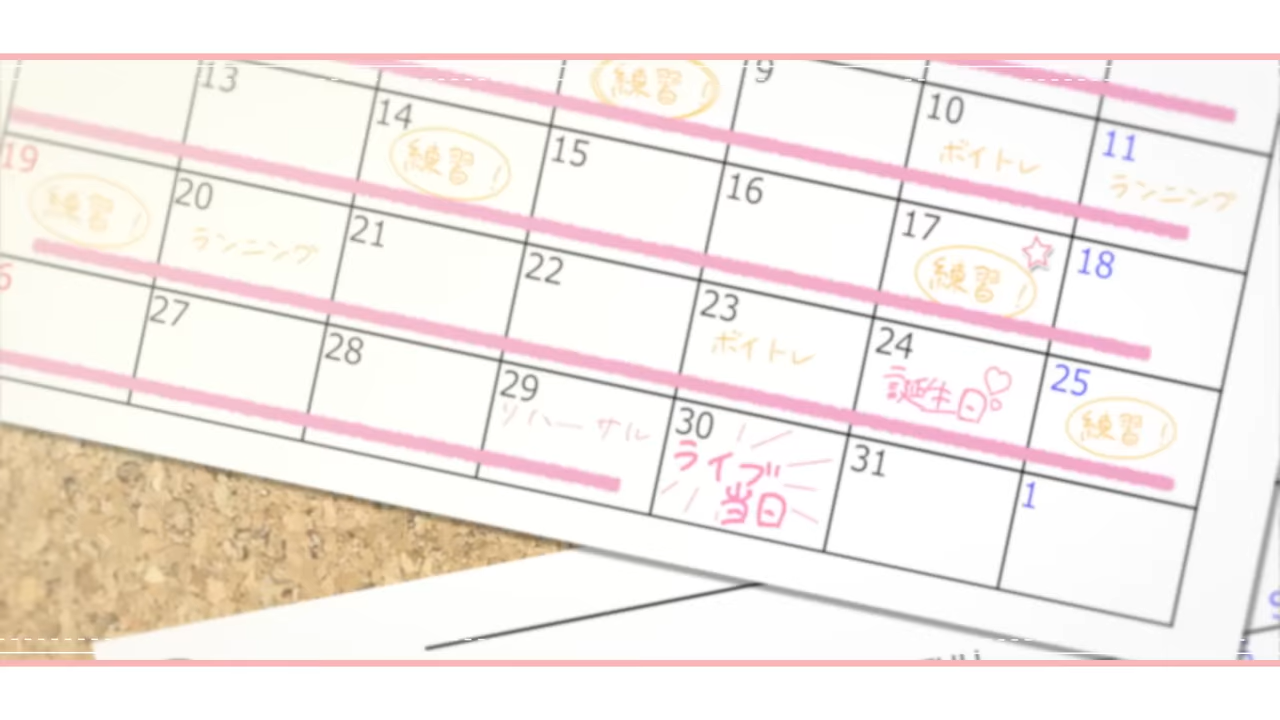 練習!
9
10
ボイトレ
11
ランニング
13
14
練習!
15
16
17
練習!
18
19
練習!
20
ランニング
21
22
23
ボイトレ
24
誕生日
25
練習!
6
27
28
29
リハーサル
30
ライブ
当日
31
1